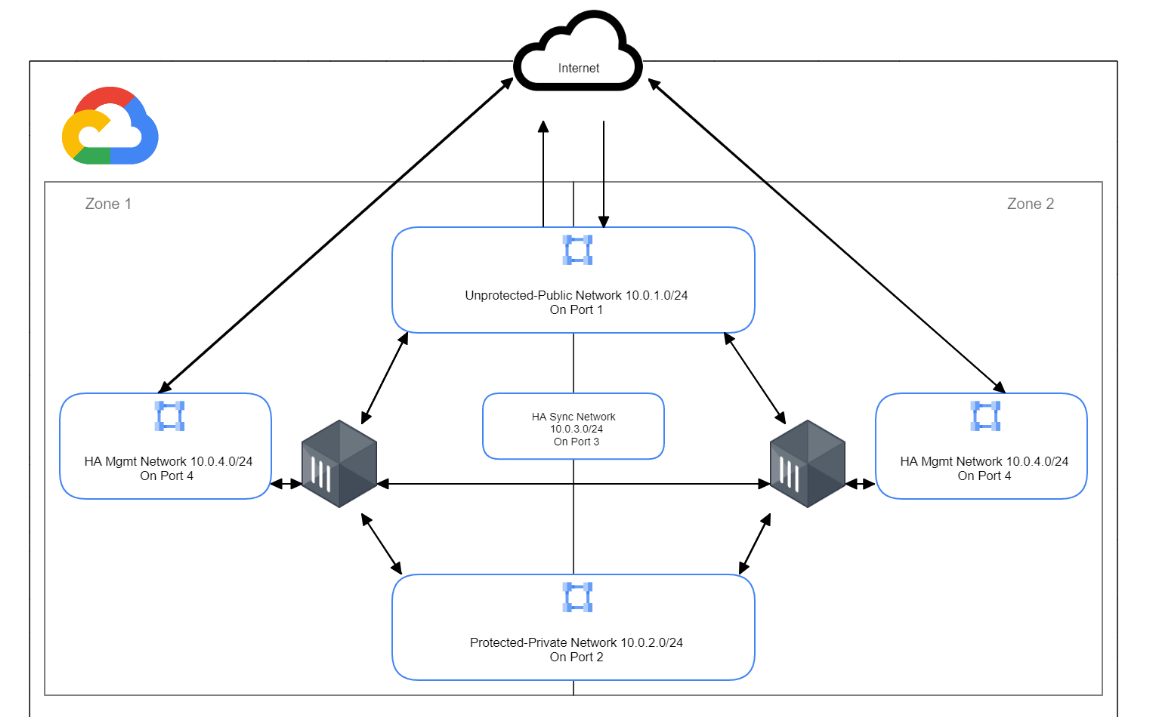 Internet
Zone 1
Zone 2
Unprotected-Public Network 10.0.1.0/24
On Port 1
HA Sync Network
10.0.3.0/24
On Port 3
HA Mgmt Network 10.0.4.0/24
On Port 4
HA Mgmt Network 10.0.4.0/24
On Port 4
Protected-Private Network 10.0.2.0/24
On Port 2